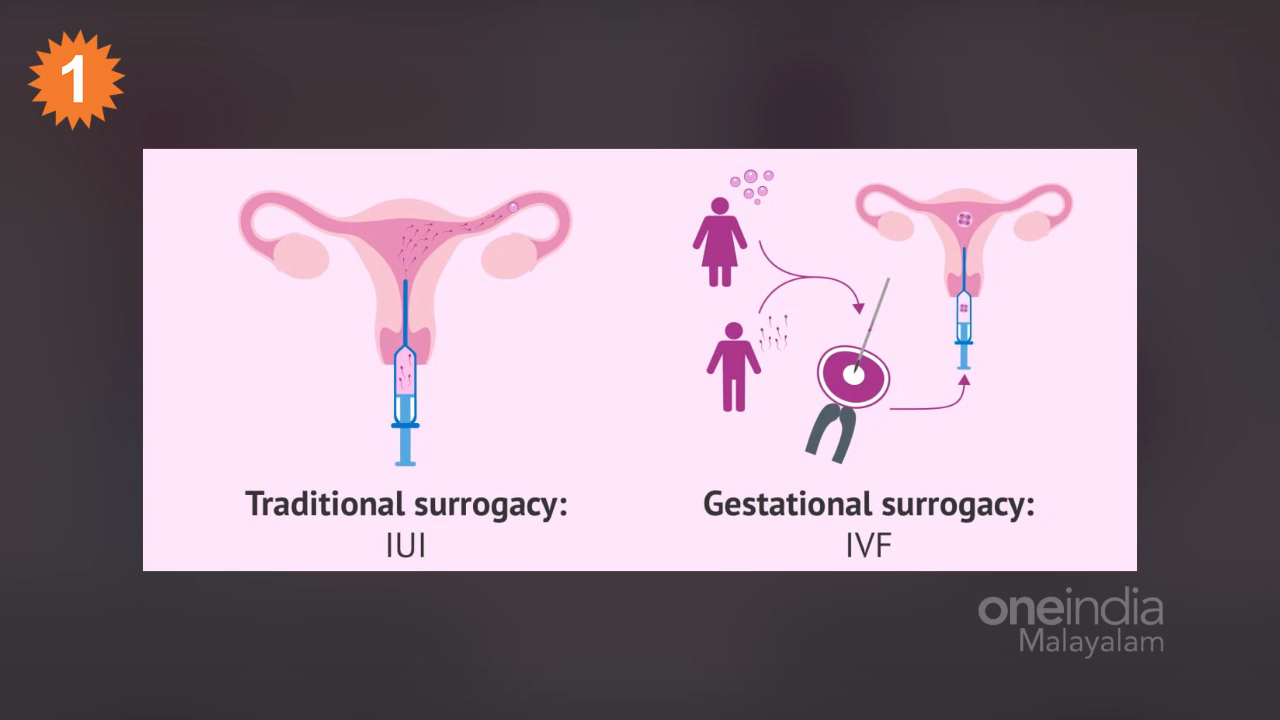 1
Traditional surrogacy:
IUI
Gestational surrogacy:
IVF
oneindia
Malayalam